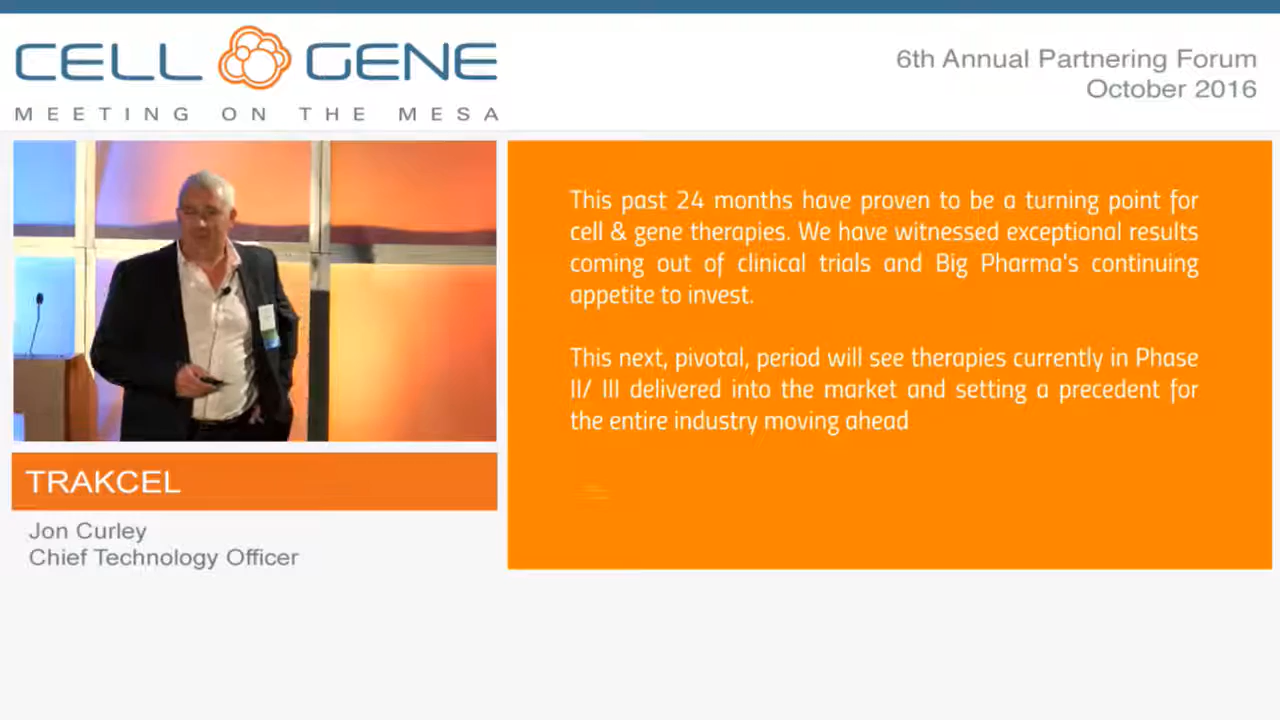 CELL GENE
MEETING ON THE MESA
6th Annual Partnering Forum
October 2016
This past 24 months have proven to be a turning point for
cell & gene therapies. We have witnessed exceptional results
coming out of clinical trials and Big Pharma's continuing
appetite to invest.
This next, pivotal, period will see therapies currently in Phase
II/ III delivered into the market and setting a precedent for
the entire industry moving ahead
TRAKCEL
Jon Curley
Chief Technology Officer